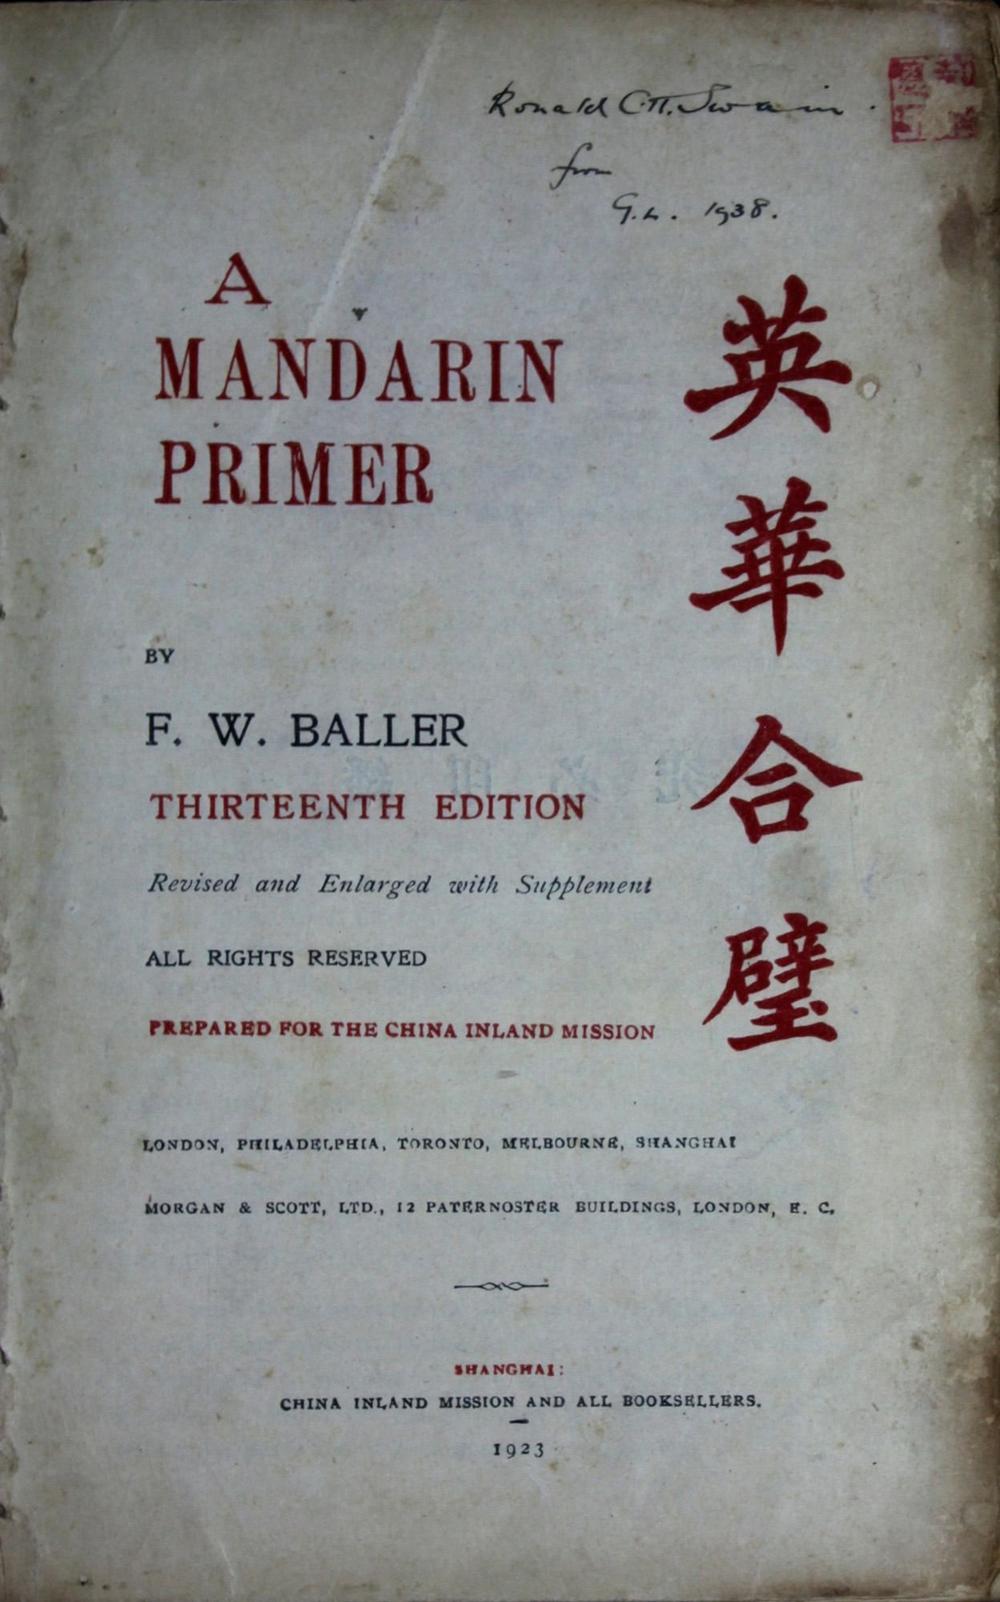 Ronald C.H. Swain.
from
G.L. 1938.
A
MANDARIN
PRIMER
英華合璧
BY
F. W. BALLER
THIRTEENTH EDITION
Revised and Enlarged with Supplement
ALL RIGHTS RESERVED
PREPARED FOR THE CHINA INLAND MISSION
LONDON, PHILADELPHIA, TORONTO, MELBOURNE, SHANGHAI
MORGAN & SCOTT, LTD., 12 PATERNOSTER BUILDINGS, LONDON, E. C.
SHANGHAI:
CHINA INLAND MISSION AND ALL BOOKSELLERS.
1923